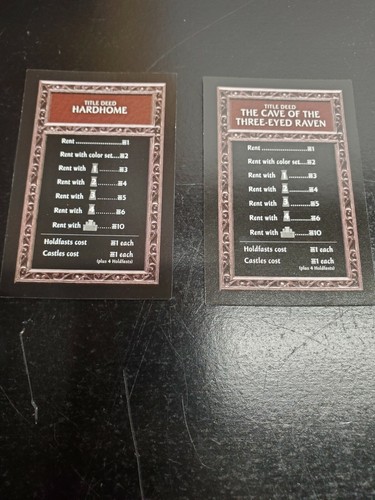 TITLE DEED
HARDHOME
Rent ........................1
Rent with color set....2
Rent with .........3
Rent with .........4
Rent with .........5
Rent with .........6
Rent with .......10
Holdfasts cost 1 each
Castles cost 1 each
(plus 4 Holdfasts)
TITLE DEED
THE CAVE OF THE
THREE-EYED RAVEN
Rent ........................1
Rent with color set....2
Rent with .........3
Rent with .........4
Rent with .........5
Rent with .........6
Rent with .......10
Holdfasts cost 1 each
Castles cost 1 each
(plus 4 Holdfasts)